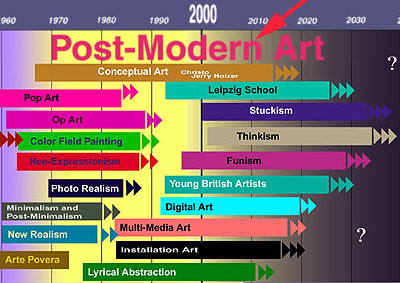 1960 1970 1980 1990 2000 2010 2020 2030
Post-Modern Art
?
Conceptual Art Christo
Jerry Holzer
Leipzig School
Pop Art
Stuckism
Op Art
Thinkism
Color Field Painting
Funism
Neo-Expressionism
Young British Artists
Photo Realism
Digital Art
Minimalism and
Post-Minimalism
Multi-Media Art
New Realism
?
Installation Art
Arte Povera
Lyrical Abstraction